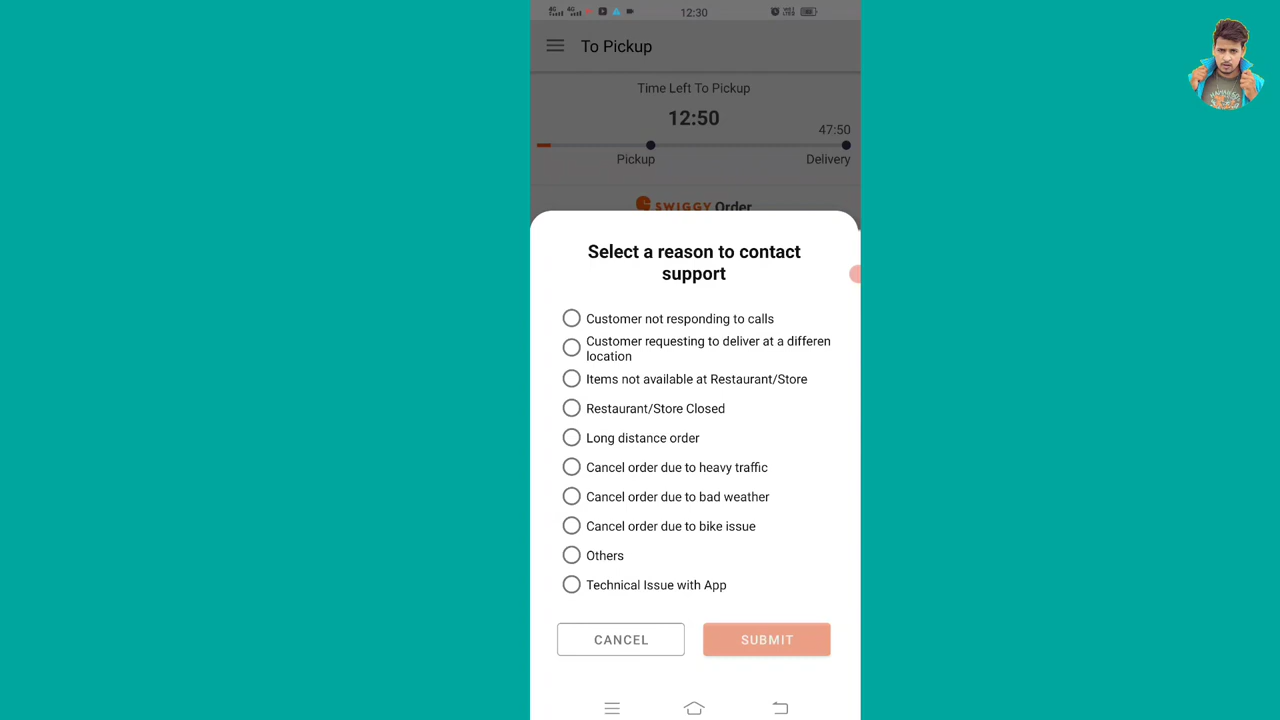 4G 4G 12:30
To Pickup
Time Left To Pickup
12:50
47:50
Pickup Delivery
SWIGGY Order
Select a reason to contact
support
Customer not responding to calls
Customer requesting to deliver at a differen
location
Items not available at Restaurant/Store
Restaurant/Store Closed
Long distance order
Cancel order due to heavy traffic
Cancel order due to bad weather
Cancel order due to bike issue
Others
Technical Issue with App
CANCEL SUBMIT